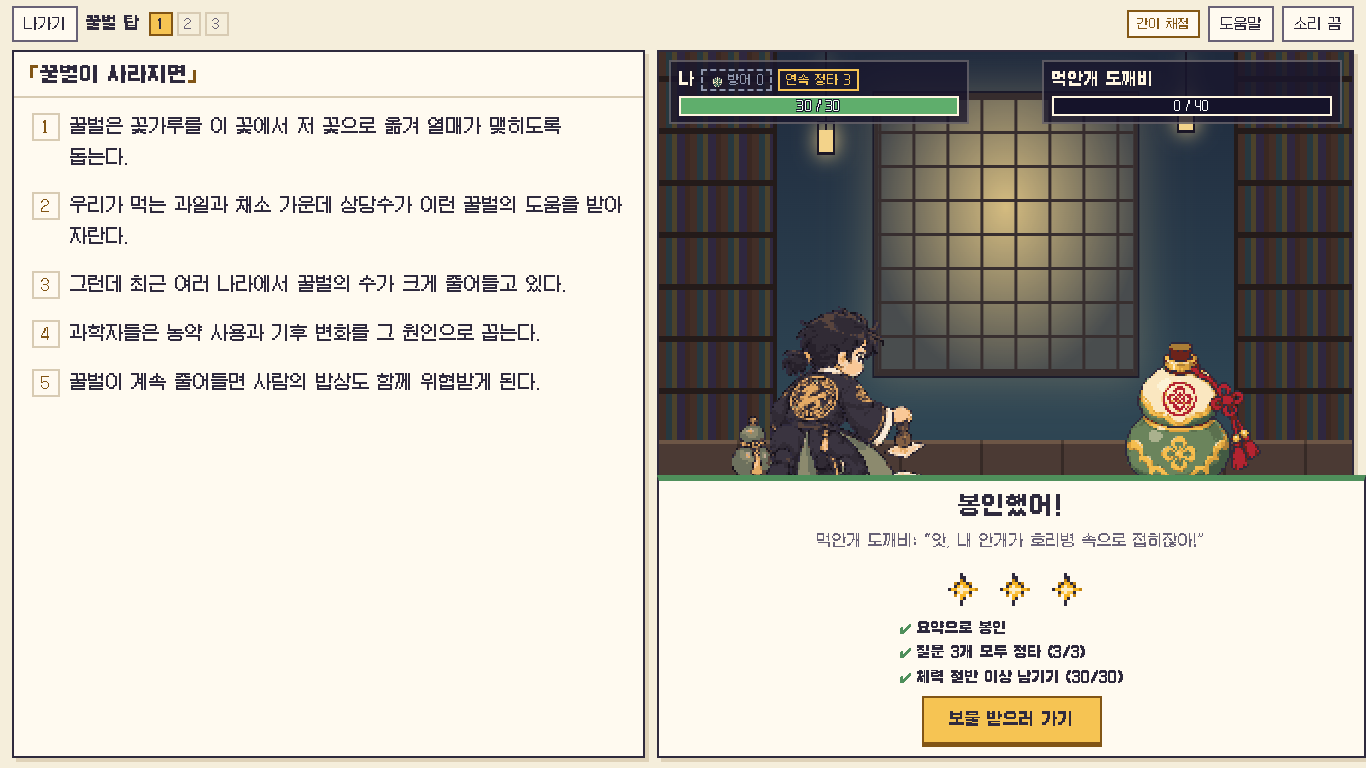 나가기
꿀벌 탑
1
2
3
간이 채점
도움말
소리 끔
「꿀벌이 사라지면」
1 꿀벌은 꽃가루를 이 꽃에서 저 꽃으로 옮겨 열매가 맺히도록
돕는다.
2 우리가 먹는 과일과 채소 가운데 상당수가 이런 꿀벌의 도움을 받아
자란다.
3 그런데 최근 여러 나라에서 꿀벌의 수가 크게 줄어들고 있다.
4 과학자들은 농약 사용과 기후 변화를 그 원인으로 꼽는다.
5 꿀벌이 계속 줄어들면 사람의 밥상도 함께 위협받게 된다.
나 방어 0 연속 정타 3
30 / 30
먹안개 도깨비
0 / 40
봉인했어!
먹안개 도깨비: "앗, 내 안개가 호리병 속으로 접히잖아!"
✔ 요약으로 봉인
✔ 질문 3개 모두 정타 (3/3)
✔ 체력 절반 이상 남기기 (30/30)
보물 받으러 가기